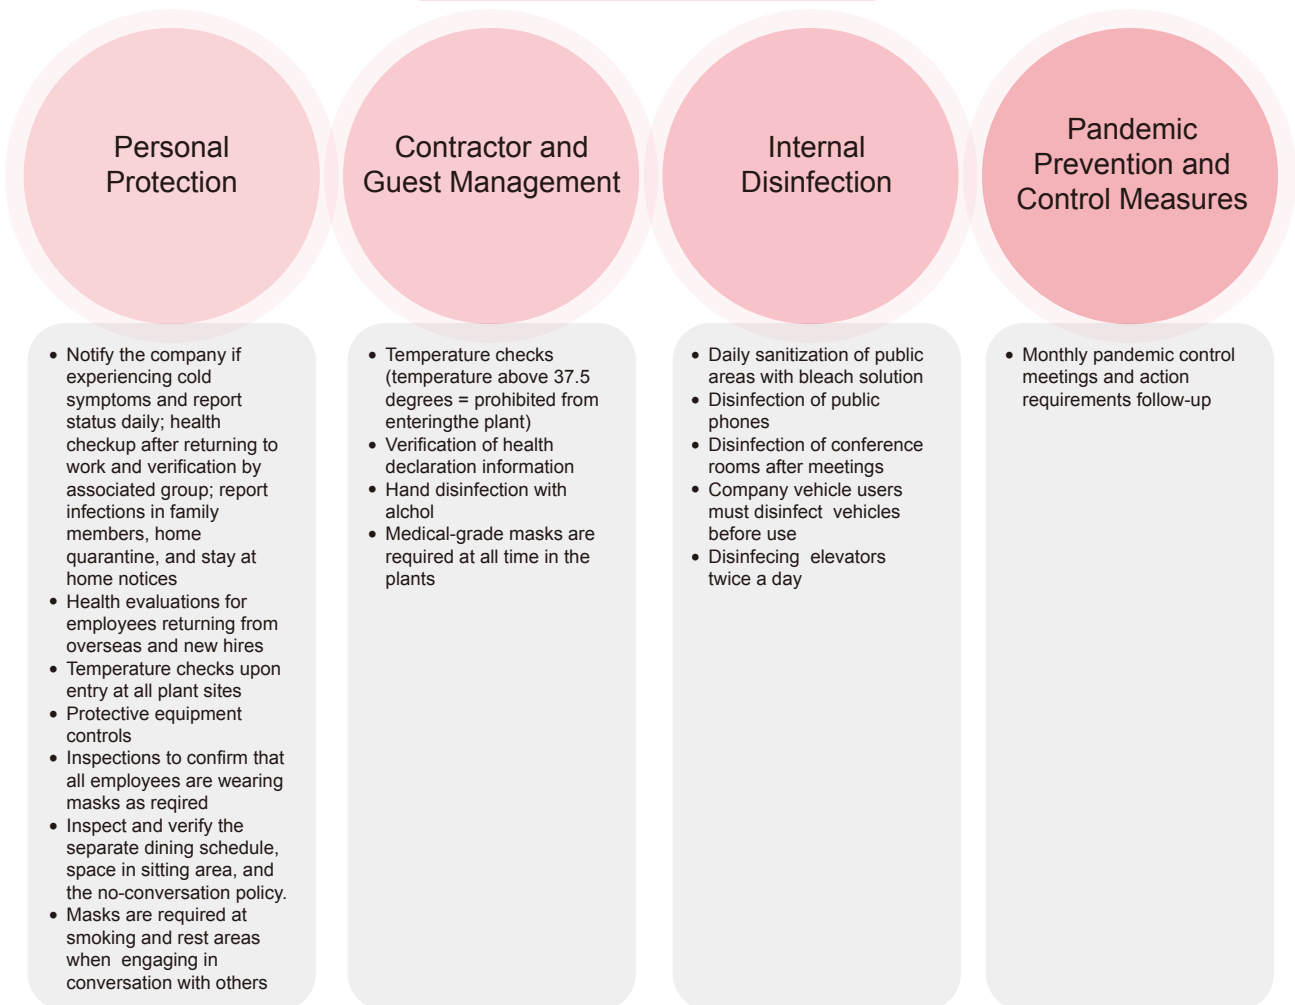 Personal
Protection
Contractor and
Guest Management
Internal
Disinfection
Pandemic
Prevention and
Control Measures
• Notify the company if
experiencing cold
symptoms and report
status daily; health
checkup after returning to
work and verification by
associated group; report
infections in family
members, home
quarantine, and stay at
home notices
• Health evaluations for
employees returning from
overseas and new hires
• Temperature checks upon
entry at all plant sites
• Protective equipment
controls
• Inspections to confirm that
all employees are wearing
masks as reqired
• Inspect and verify the
separate dining schedule,
space in sitting area, and
the no-conversation policy.
• Masks are required at
smoking and rest areas
when engaging in
conversation with others
• Temperature checks
(temperature above 37.5
degrees = prohibited from
enteringthe plant)
• Verification of health
declaration information
• Hand disinfection with
alchol
• Medical-grade masks are
required at all time in the
plants
• Daily sanitization of public
areas with bleach solution
• Disinfection of public
phones
• Disinfection of conference
rooms after meetings
• Company vehicle users
must disinfect vehicles
before use
• Disinfecing elevators
twice a day
• Monthly pandemic control
meetings and action
requirements follow-up